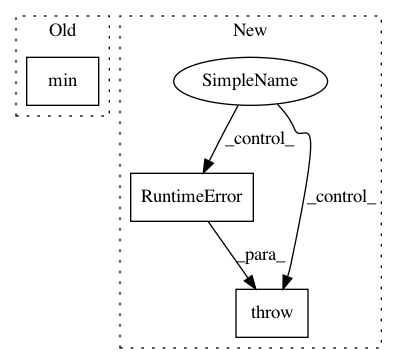 Old
New
min
SimpleName
_control_
RuntimeError
_control_
_para_
throw